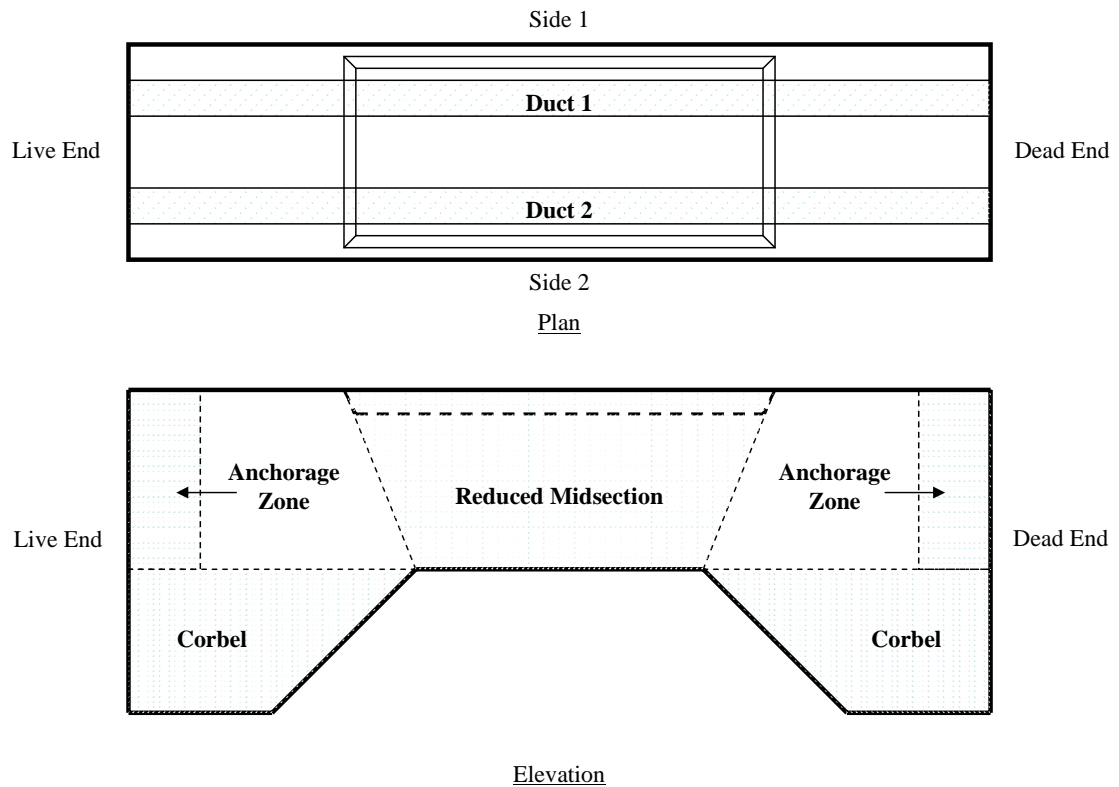 Side 1
Duct 1
Live End
Dead End
Duct 2
Side 2
Plan
Anchorage
Zone
Reduced Midsection
Anchorage
Zone
Live End
Dead End
Corbel
Corbel
Elevation